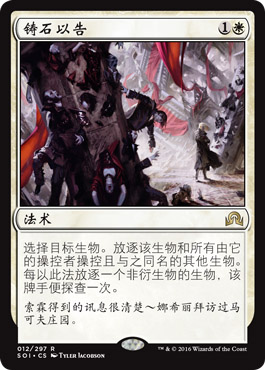 铸石以告 1
法术
选择目标生物。放逐该生物和所有由它
的操控者操控且与之同名的其他生物。
每以此法放逐一个非衍生物的生物，该
牌手便探查一次。
索霖得到的讯息很清楚～娜希丽拜访过马
可夫庄园。
012/297 R
SOI • CS TYLER JACOBSON
™ & © 2016 Wizards of the Coast